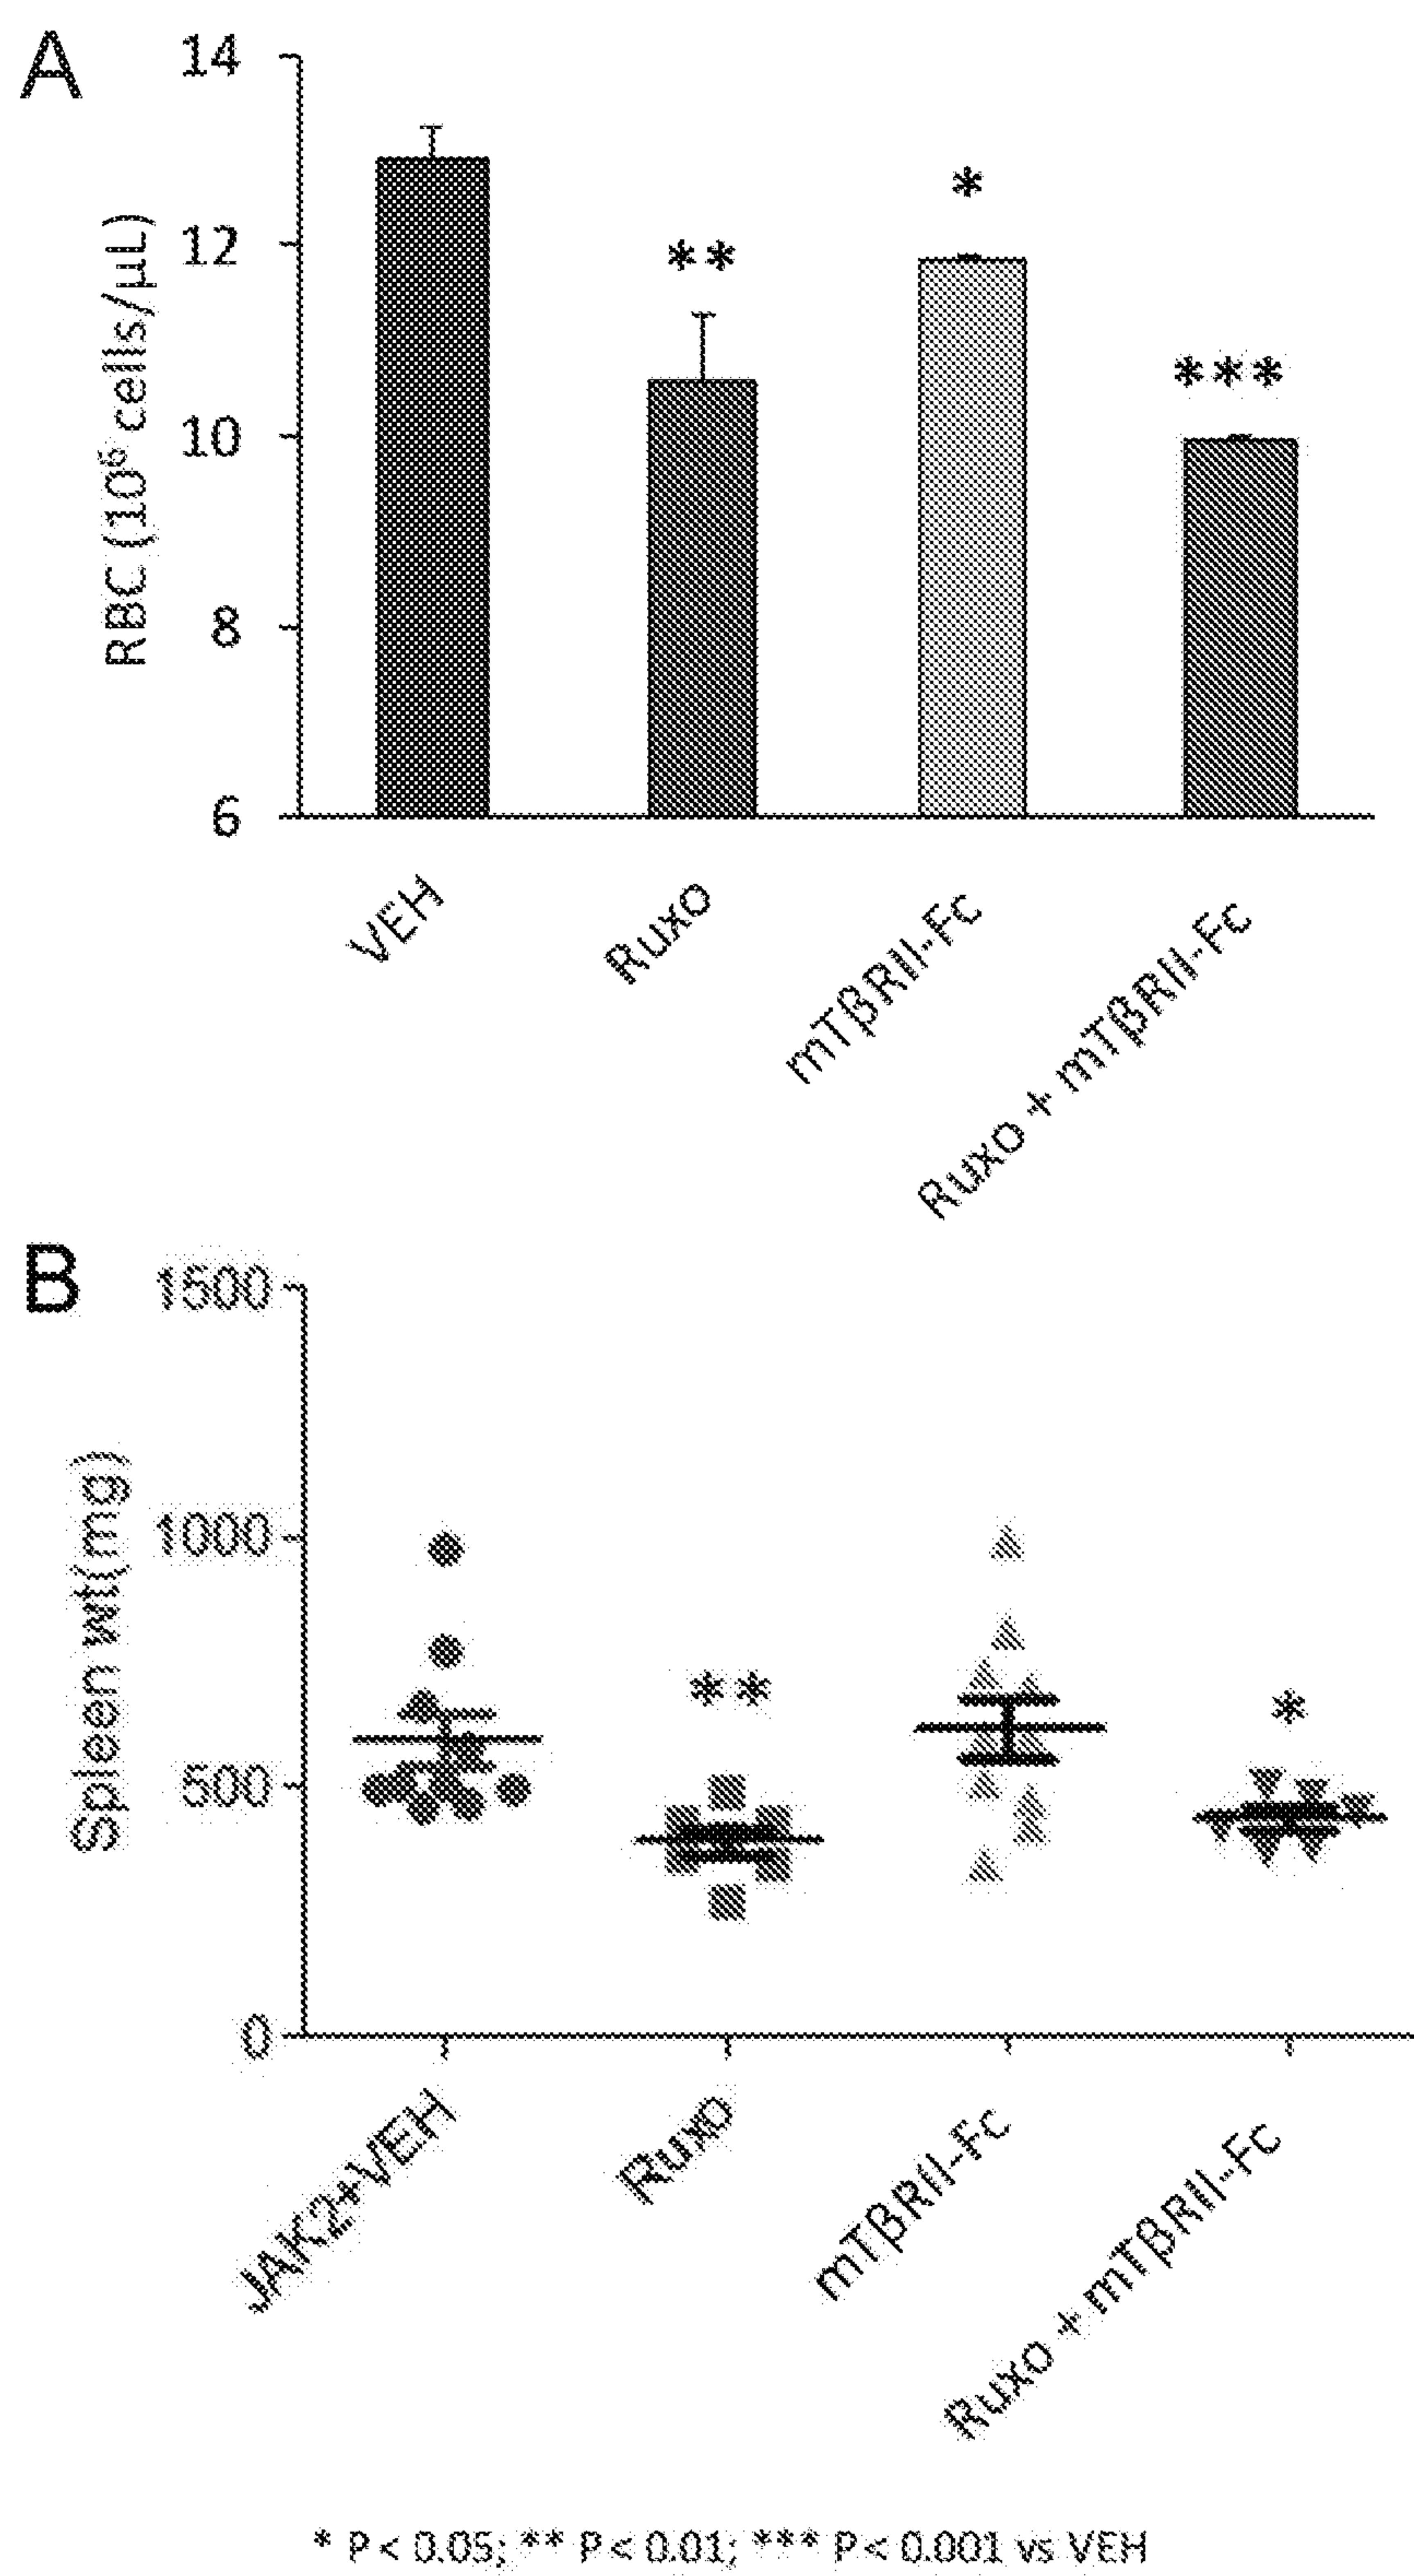 A
14
12
10
8
6
RBC (10⁶ cells/µL)
**
*
***
VEH
Ruxo
mTβRII-Fc
Ruxo + mTβRII-Fc
B
1500
1000
500
0
Spleen wt(mg)
**
*
JAK2+VEH
Ruxo
mTβRII-Fc
Ruxo + mTβRII-Fc
* P < 0.05; ** P < 0.01; *** P < 0.001 vs VEH